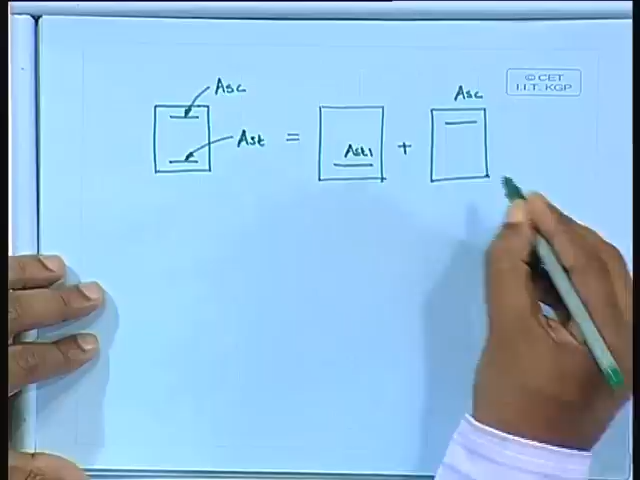 Asc
Asc
© CET
I.I.T. KGP
Ast = Ast1 +